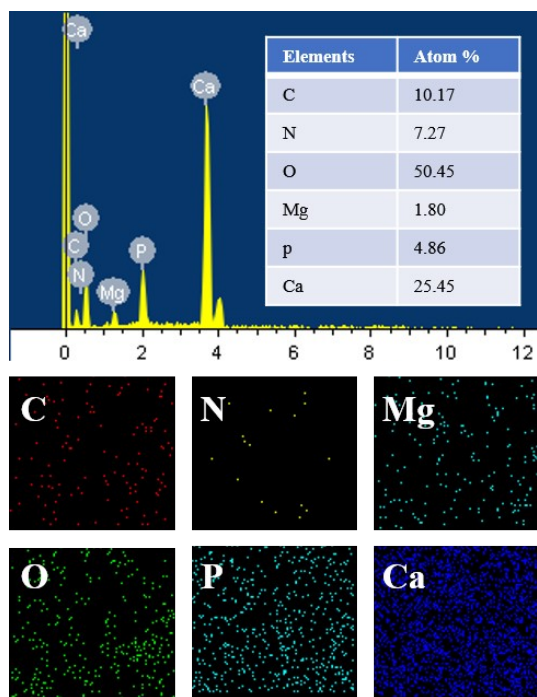 Ca
Elements Atom %
C 10.17
N 7.27
O 50.45
Mg 1.80
p 4.86
Ca 25.45
Ca
O
C
N
Mg
P
0 2 4 6 8 10 12
C N Mg
O P Ca